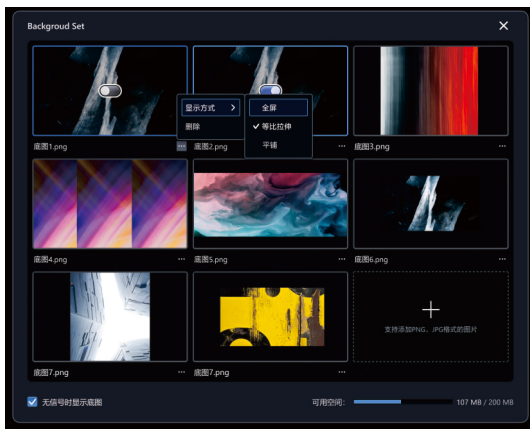 Backgroud Set
显示方式
全屏
删除
等比拉伸
平铺
底图1.png
底图2.png
底图3.png
底图4.png
底图5.png
底图6.png
支持添加PNG、JPG格式的图片
底图7.png
底图7.png
无信号时显示底图
可用空间:
107 MB / 200 MB